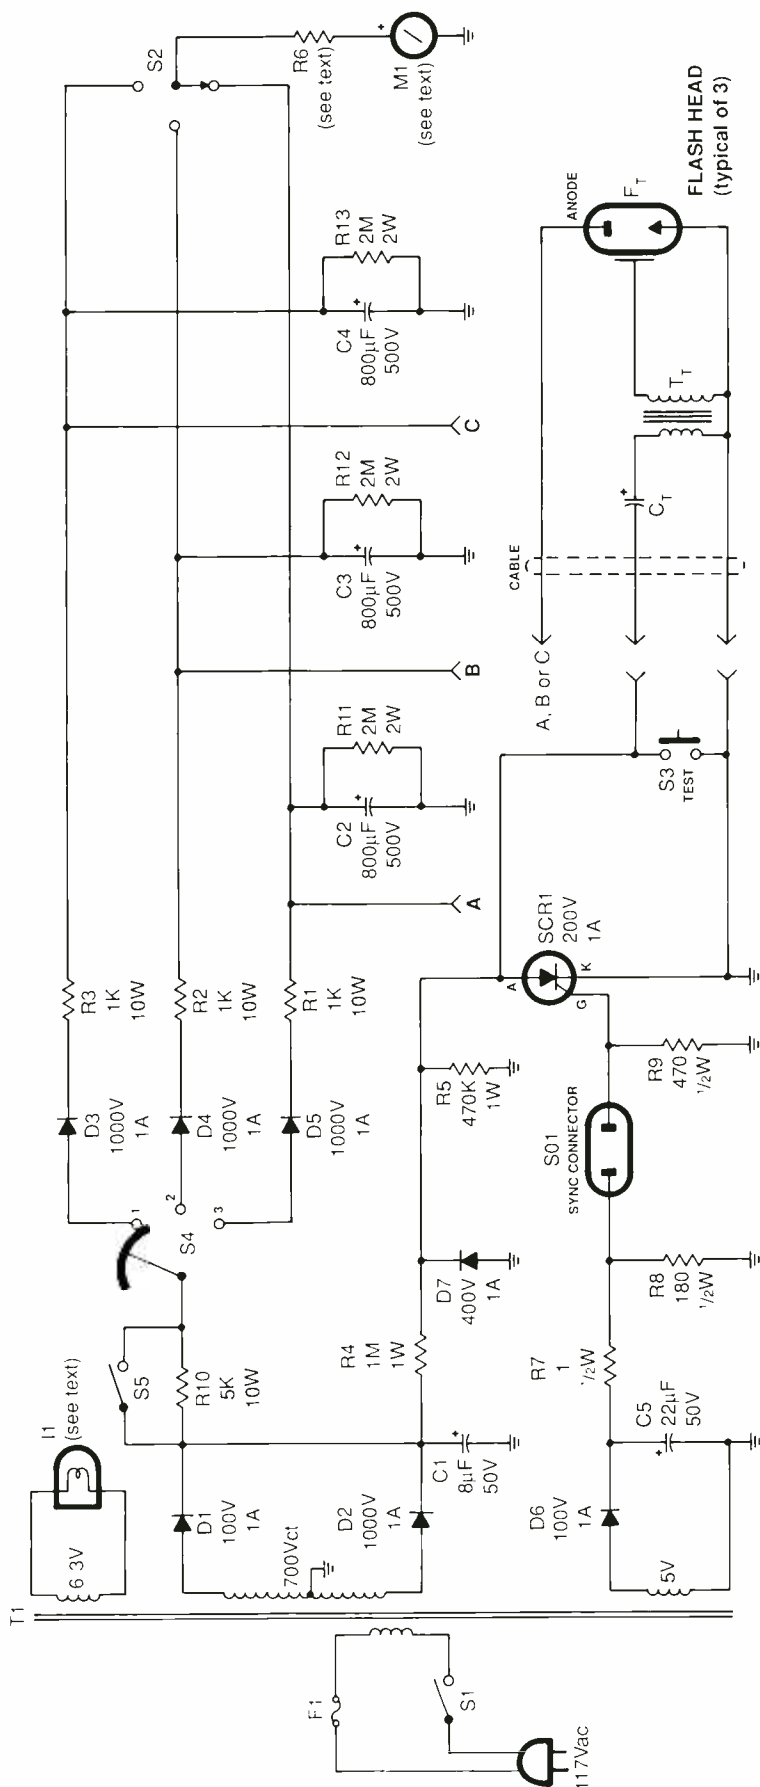 T1
117Vac
F1
S1
6.3V
I1
(see text)
700Vct
5V
D1
100V
1A
D2
1000V
1A
D6
100V
1A
C1
8µF
50V
C5
22µF
50V
S5
R10
5K
10W
R4
1M
1W
R7
1
1/2W
D7
400V
1A
R8
180
1/2W
S4
1
2
3
D3
1000V
1A
D4
1000V
1A
D5
1000V
1A
R3
1K
10W
R2
1K
10W
R1
1K
10W
R5
470K
1W
S01
SYNC CONNECTOR
R9
470
1/2W
SCR1
200V
1A
A
G
K
A
B
C
C2
800µF
500V
R11
2M
2W
C3
800µF
500V
R12
2M
2W
C4
800µF
500V
R13
2M
2W
S3
TEST
A, B or C
CABLE
CT
TT
ANODE
FT
FLASH HEAD
(typical of 3)
S2
R6
(see text)
M1
(see text)